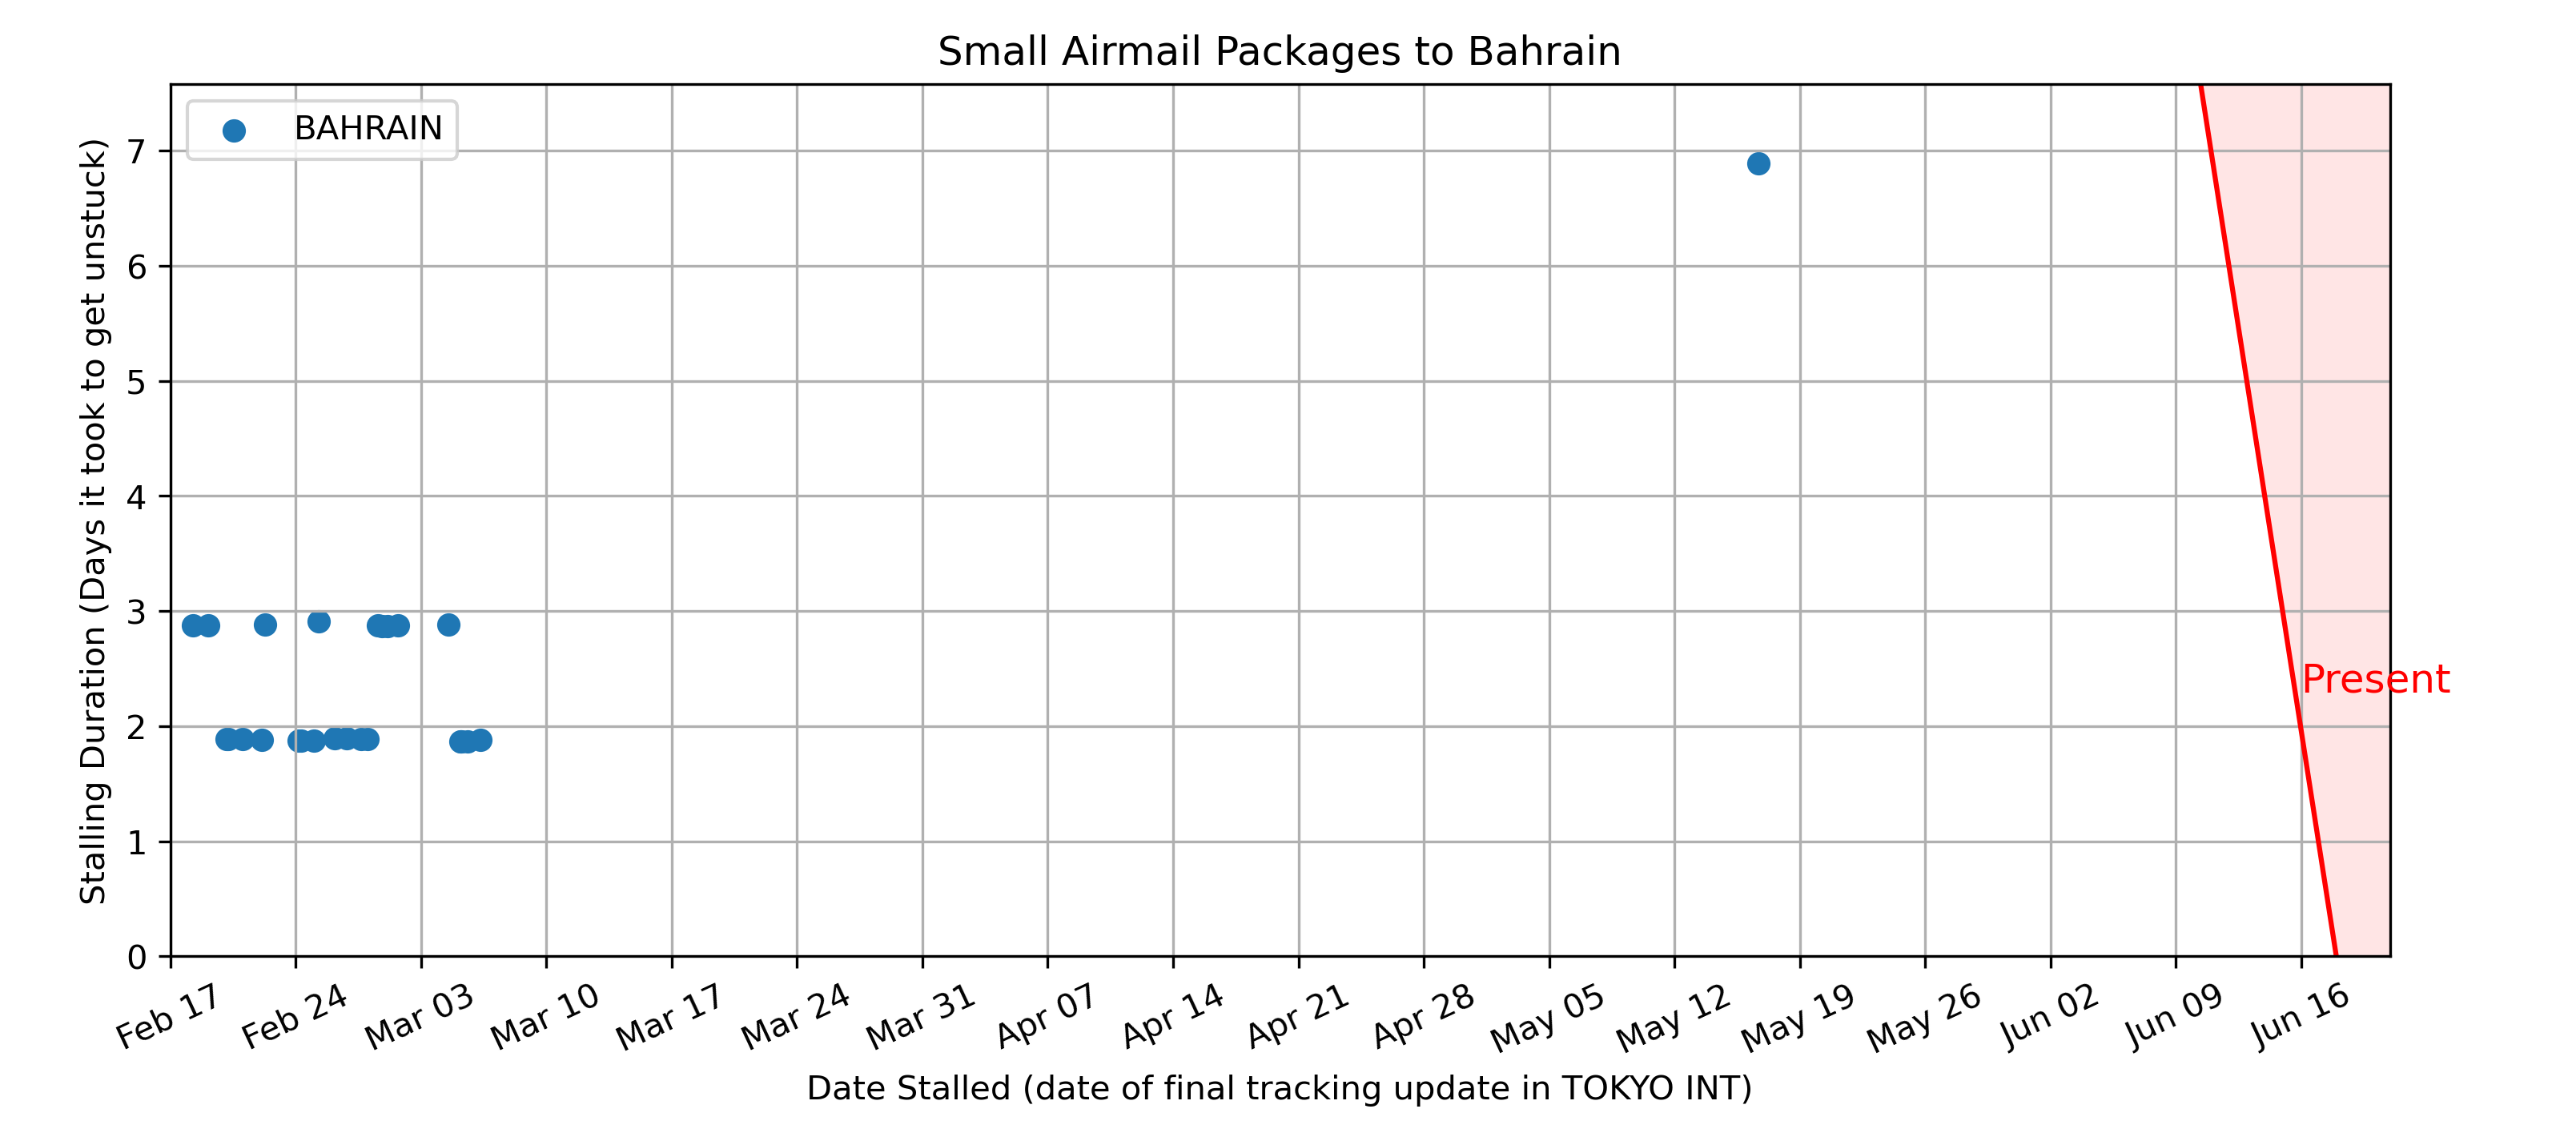 Small Airmail Packages to Bahrain
BAHRAIN
Stalling Duration (Days it took to get unstuck)
7
6
5
4
3
2
1
0
Present
Feb 17
Feb 24
Mar 03
Mar 10
Mar 17
Mar 24
Mar 31
Apr 07
Apr 14
Apr 21
Apr 28
May 05
May 12
May 19
May 26
Jun 02
Jun 09
Jun 16
Date Stalled (date of final tracking update in TOKYO INT)